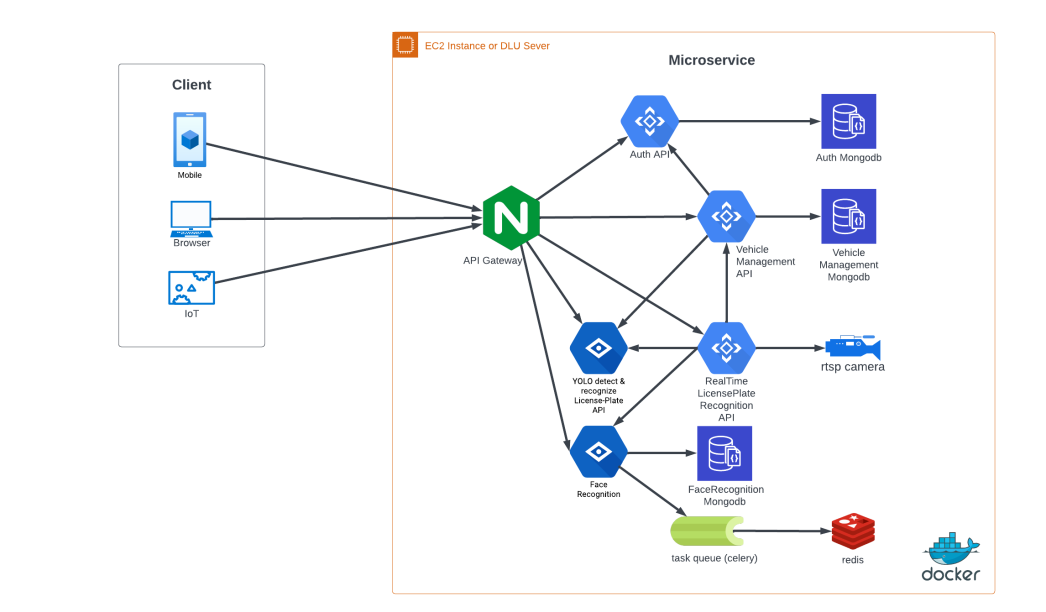 EC2 Instance or DLU Sever
Microservice
Client
Mobile
Browser
IoT
N
API Gateway
Auth API
Auth Mongodb
Vehicle
Management
API
Vehicle
Management
Mongodb
YOLO detect &
recognize
License-Plate
API
RealTime
LicensePlate
Recognition
API
rtsp camera
Face
Recognition
{}
FaceRecognition
Mongodb
task queue (celery)
redis
docker